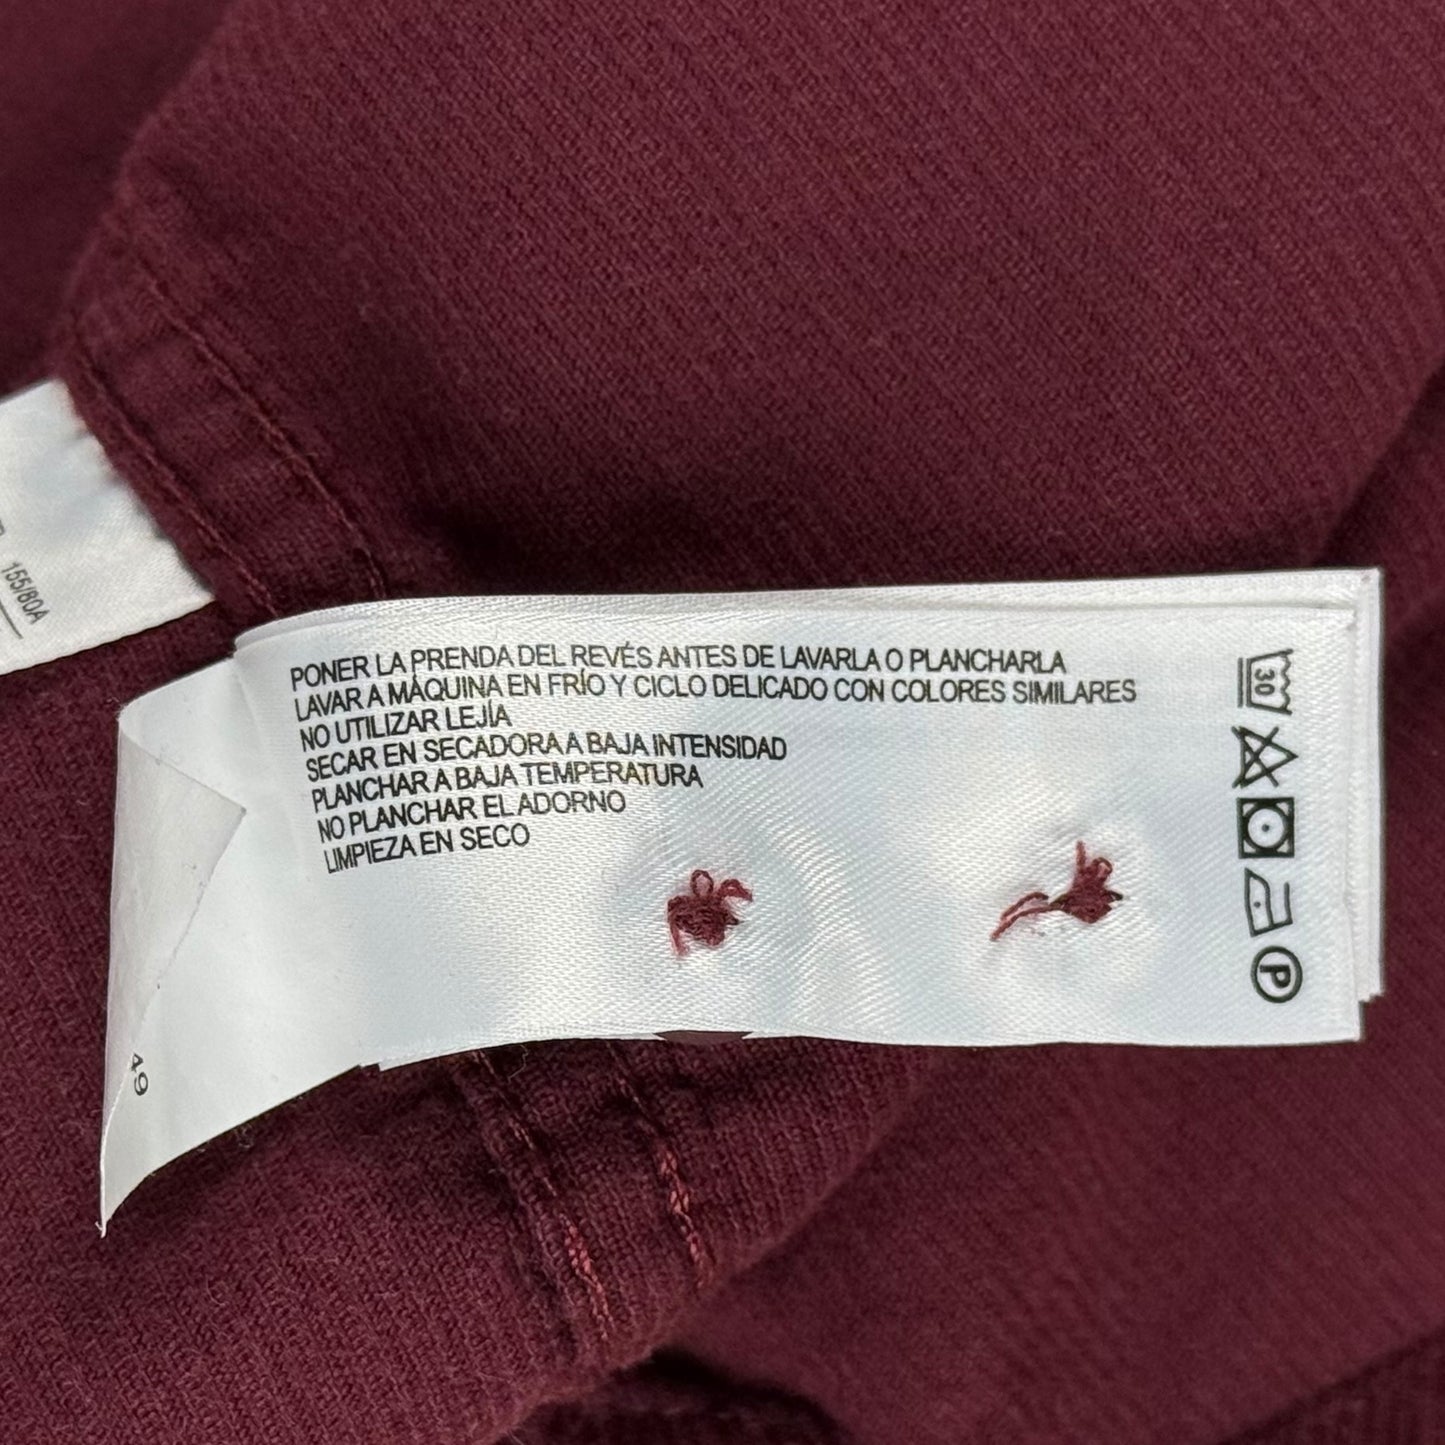 155/80A
PONER LA PRENDA DEL REVÉS ANTES DE LAVARLA O PLANCHARLA
LAVAR A MÁQUINA EN FRÍO Y CICLO DELICADO CON COLORES SIMILARES
NO UTILIZAR LEJÍA
SECAR EN SECADORA A BAJA INTENSIDAD
PLANCHAR A BAJA TEMPERATURA
NO PLANCHAR EL ADORNO
LIMPIEZA EN SECO
30
P
49